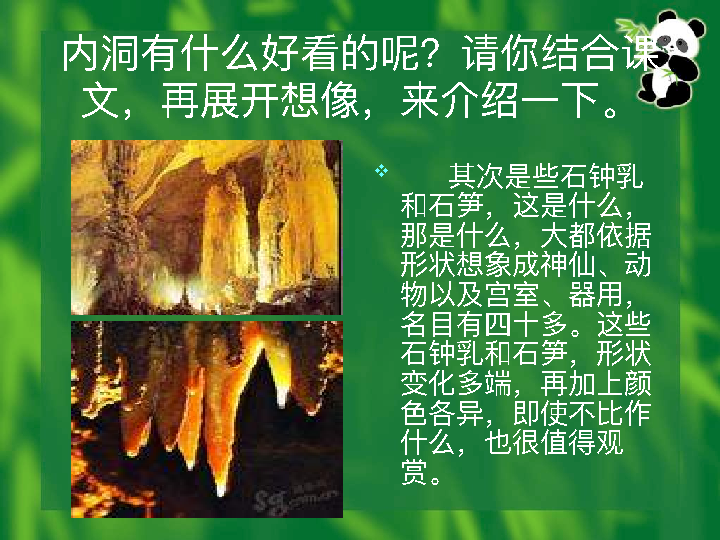 内洞有什么好看的呢？请你结合课
文，再展开想像，来介绍一下。
其次是些石钟乳
和石笋，这是什么，
那是什么，大都依据
形状想象成神仙、动
物以及宫室、器用，
名目有四十多。这些
石钟乳和石笋，形状
变化多端，再加上颜
色各异，即使不比作
什么，也很值得观
赏。